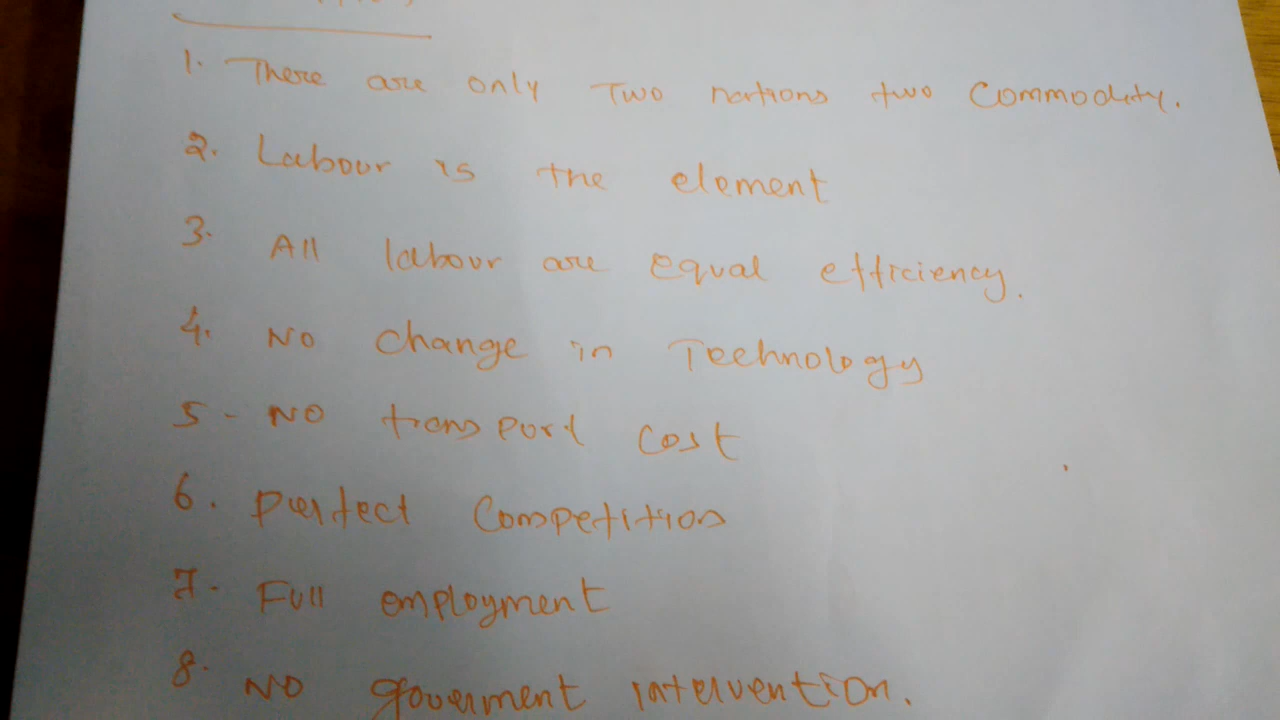 1. There are only Two nations two Commodity.
2. Labour is the element
3. All labour are equal efficiency.
4. No change in Technology
5- No transport cost
6. Perfect Competition
7. Full employment
8. No goverment intervention.